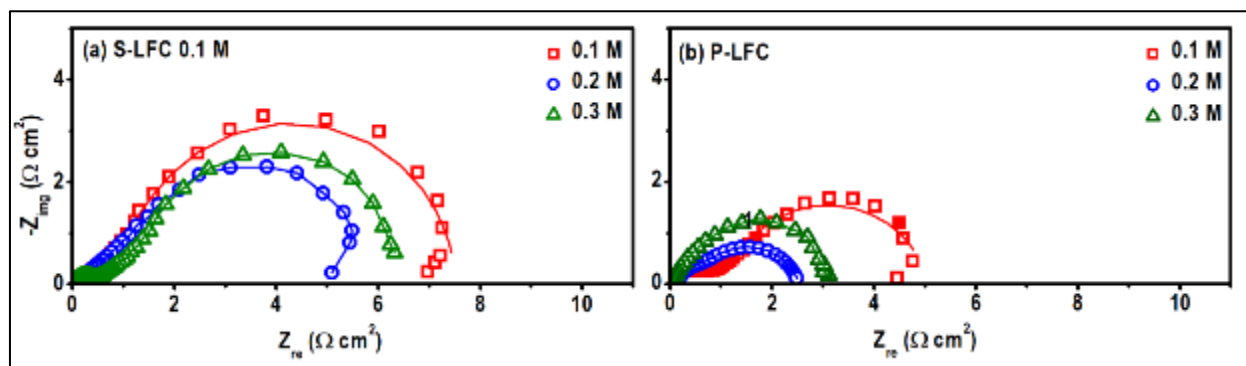 (a) S-LFC 0.1 M
0.1 M
0.2 M
0.3 M
4
2
0
-Z_img (Ω cm²)
0 2 4 6 8 10
Z_re (Ω cm²)
(b) P-LFC
0.1 M
0.2 M
0.3 M
4
2
0
1
0 2 4 6 8 10
Z_re (Ω cm²)